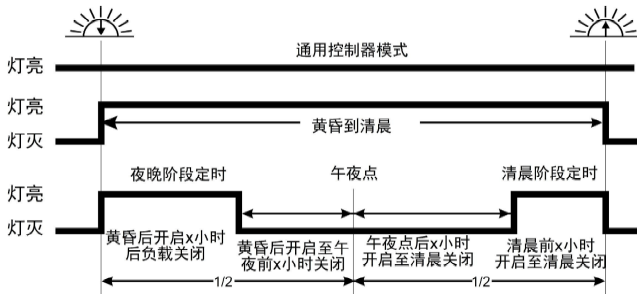 通用控制器模式
灯亮
灯亮
黄昏到清晨
灯灭
夜晚阶段定时
午夜点
清晨阶段定时
灯亮
灯灭
黄昏后开启x小时
后负载关闭
黄昏后开启至午
夜前x小时关闭
午夜点后x小时
开启至清晨关闭
清晨前x小时
开启至清晨关闭
1/2
1/2